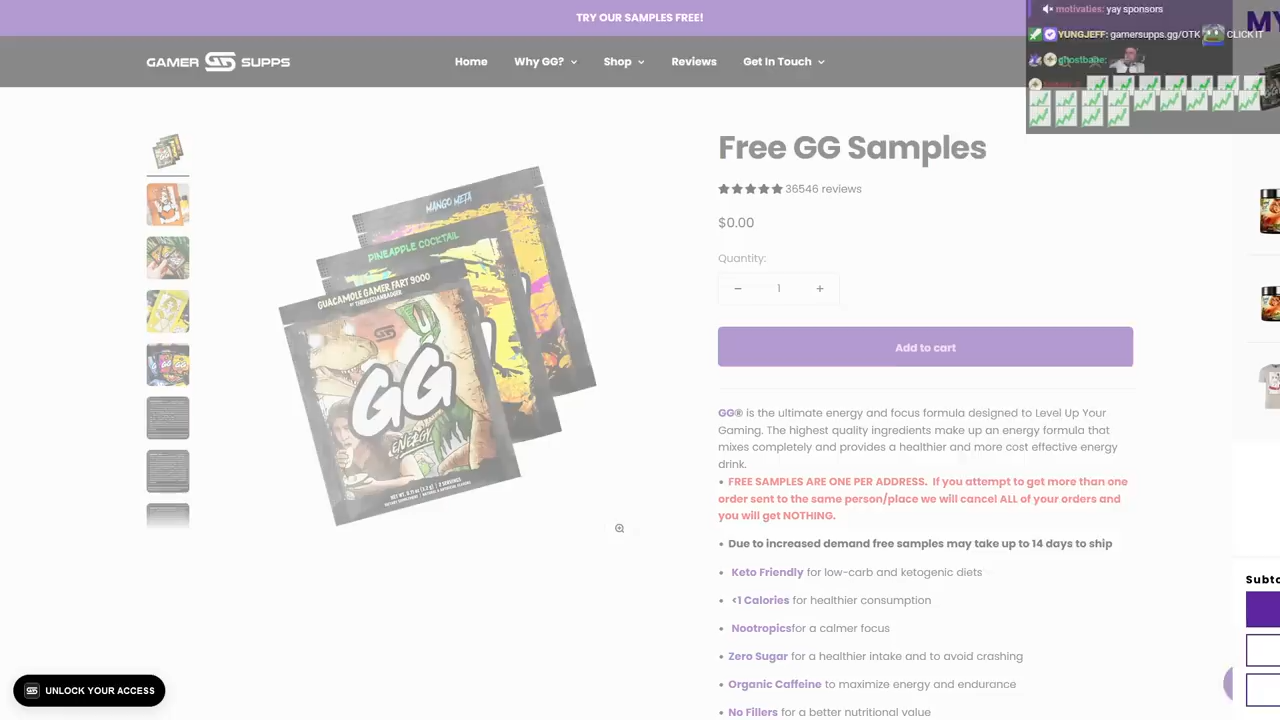 TRY OUR SAMPLES FREE!
motivaties: yay sponsors
YUNGJEFF: gamersupps.gg/OTK CLICK IT
ghostbane:
MY
GAMER GG SUPPS
Home
Why GG?
Shop
Reviews
Get In Touch
Free GG Samples
36546 reviews
$0.00
Quantity:
− 1 +
Add to cart
MANGO META
PINEAPPLE COCKTAIL
GUACAMOLE GAMER FART 9000
BY THERUSSIANBADGER
GG
ENERGY
GG® is the ultimate energy and focus formula designed to Level Up Your
Gaming. The highest quality ingredients make up an energy formula that
mixes completely and provides a healthier and more cost effective energy
drink.
• FREE SAMPLES ARE ONE PER ADDRESS. If you attempt to get more than one
order sent to the same person/place we will cancel ALL of your orders and
you will get NOTHING.
• Due to increased demand free samples may take up to 14 days to ship
• Keto Friendly for low-carb and ketogenic diets
• <1 Calories for healthier consumption
• Nootropicsfor a calmer focus
• Zero Sugar for a healthier intake and to avoid crashing
• Organic Caffeine to maximize energy and endurance
• No Fillers for a better nutritional value
Subto
UNLOCK YOUR ACCESS